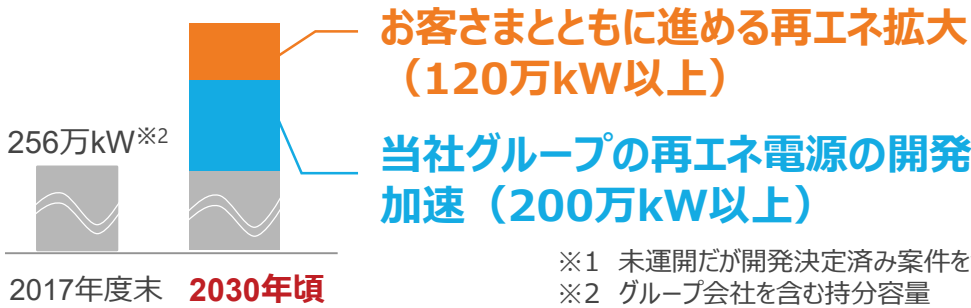 お客さまとともに進める再エネ拡大
（120万kW以上）
256万kW※2
当社グループの再エネ電源の開発
加速（200万kW以上）
2017年度末 2030年頃
※1 未運開だが開発決定済み案件を
※2 グループ会社を含む持分容量